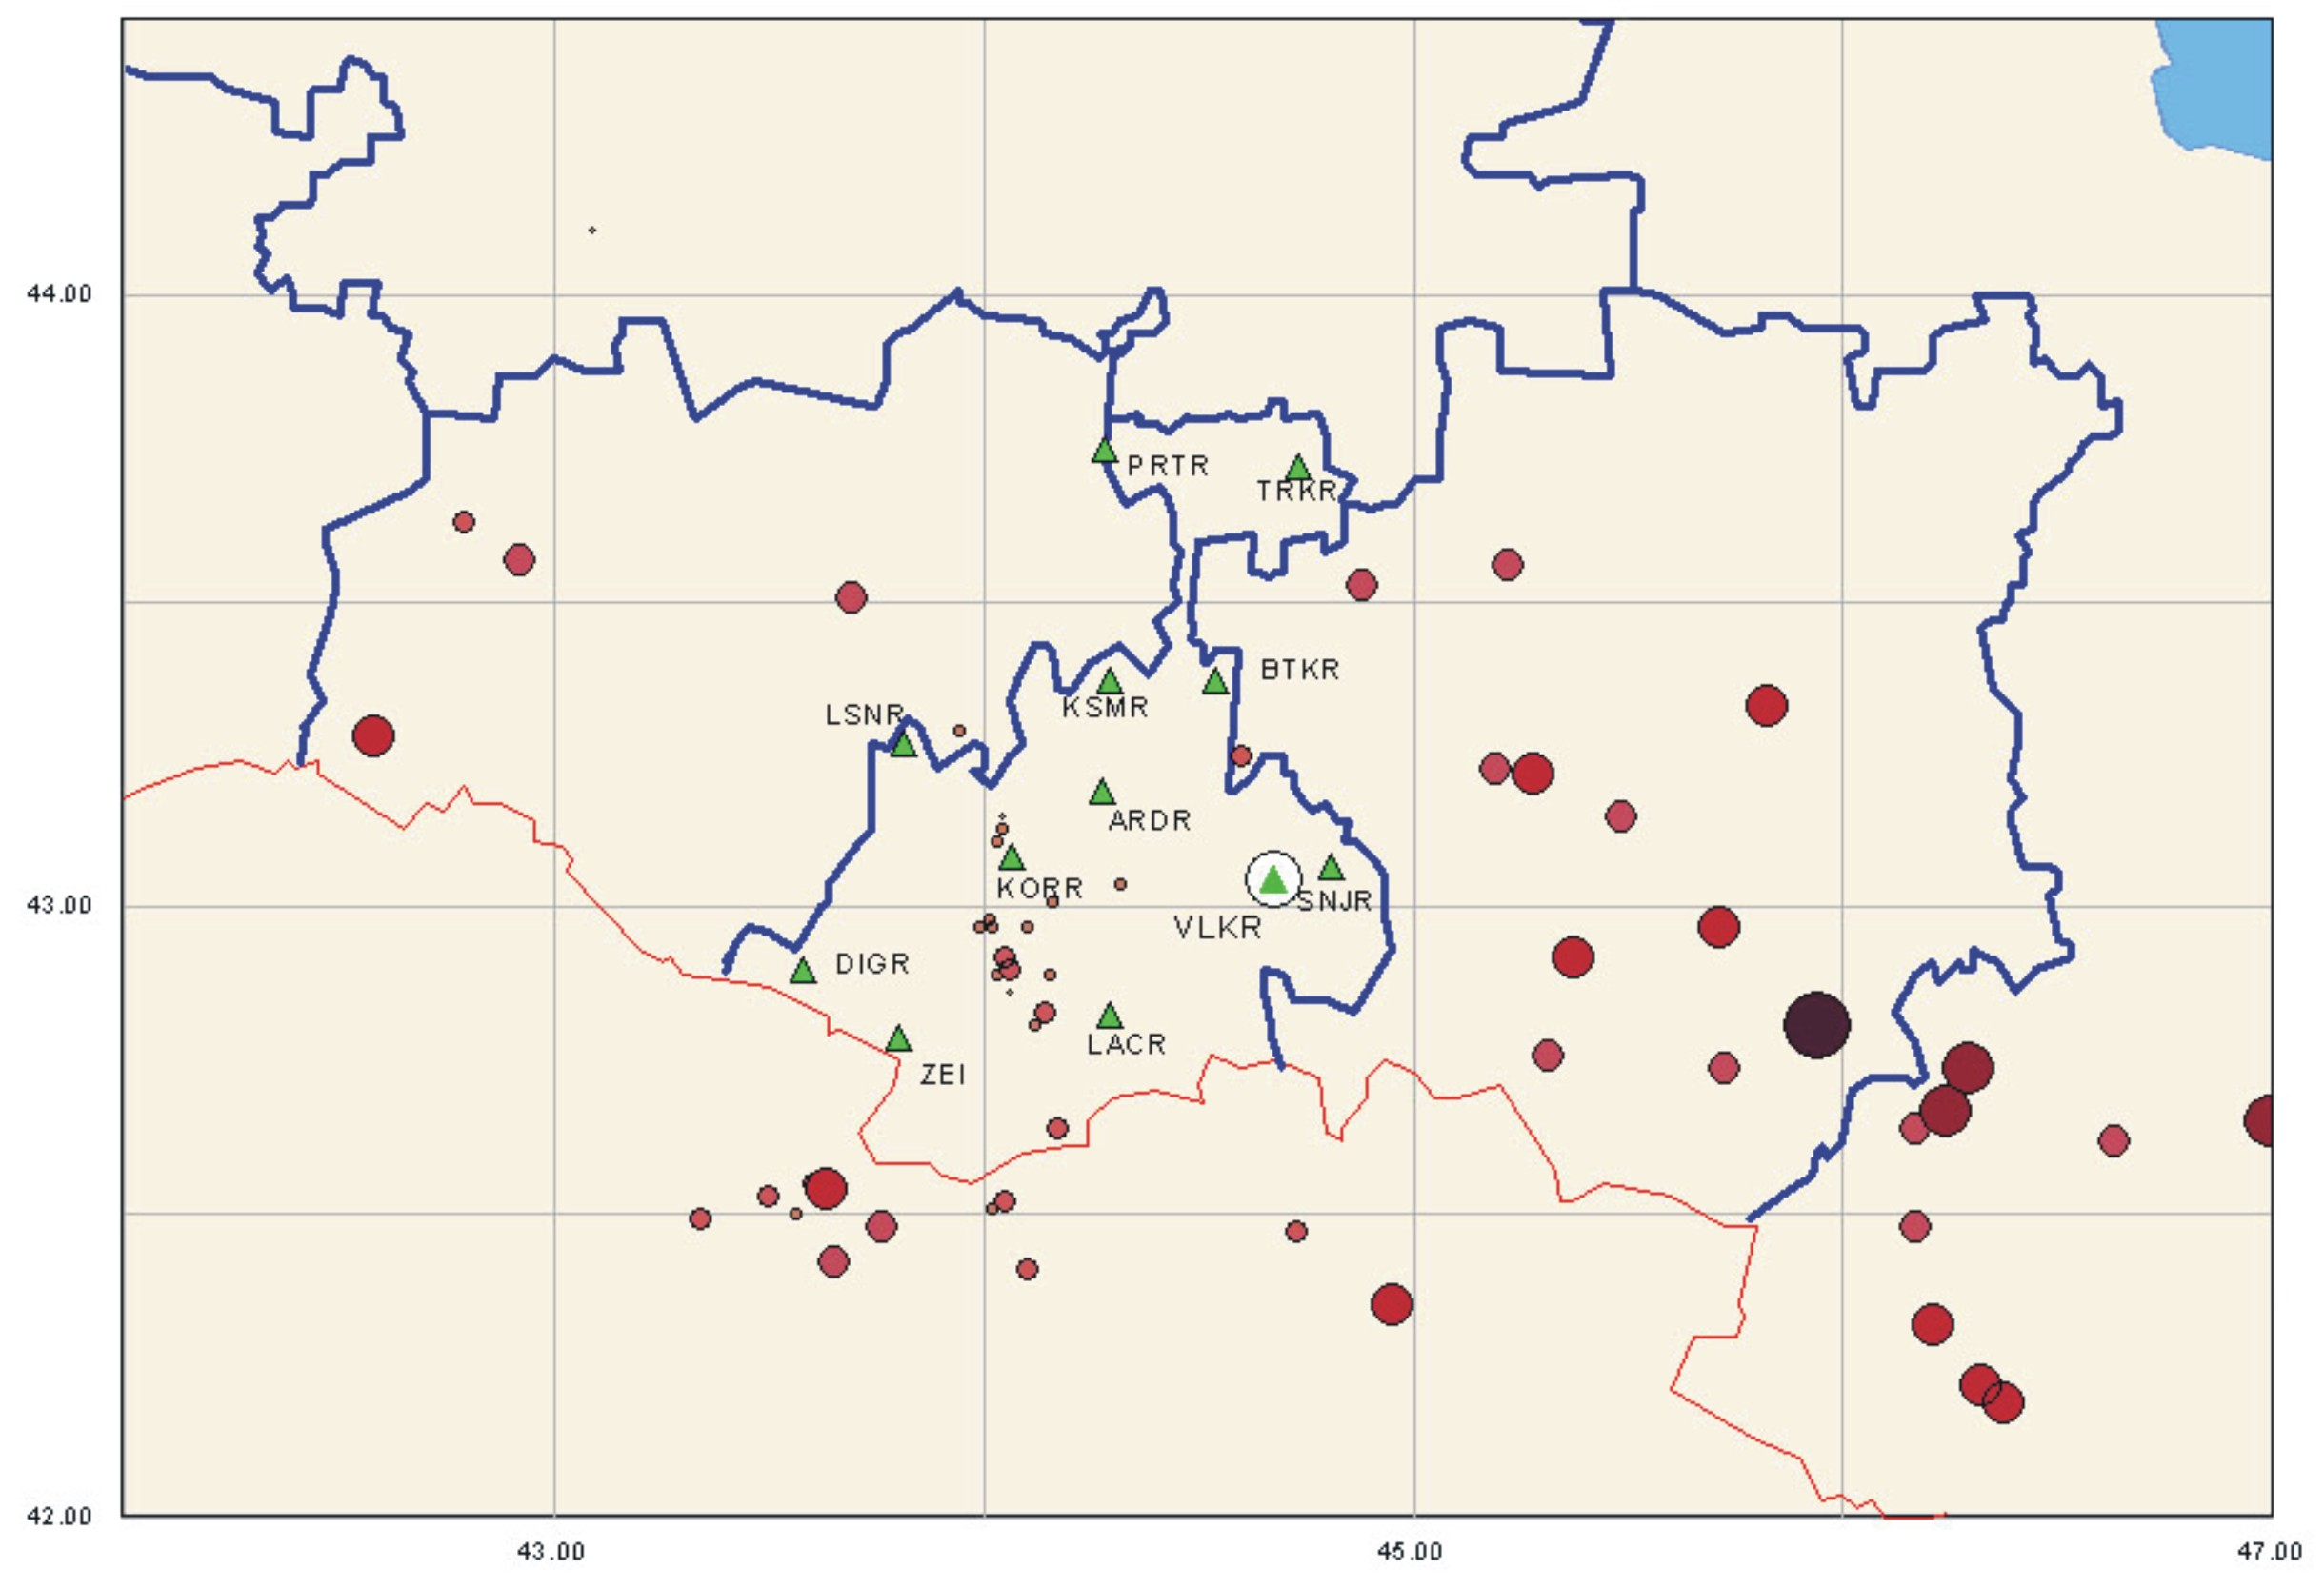 44.00
PRTR
TRKR
BTKR
KSMR
LSNR
ARDR
KORR
SNJR
43.00
VLKR
DIGR
LACR
ZEI
42.00
43.00
45.00
47.00